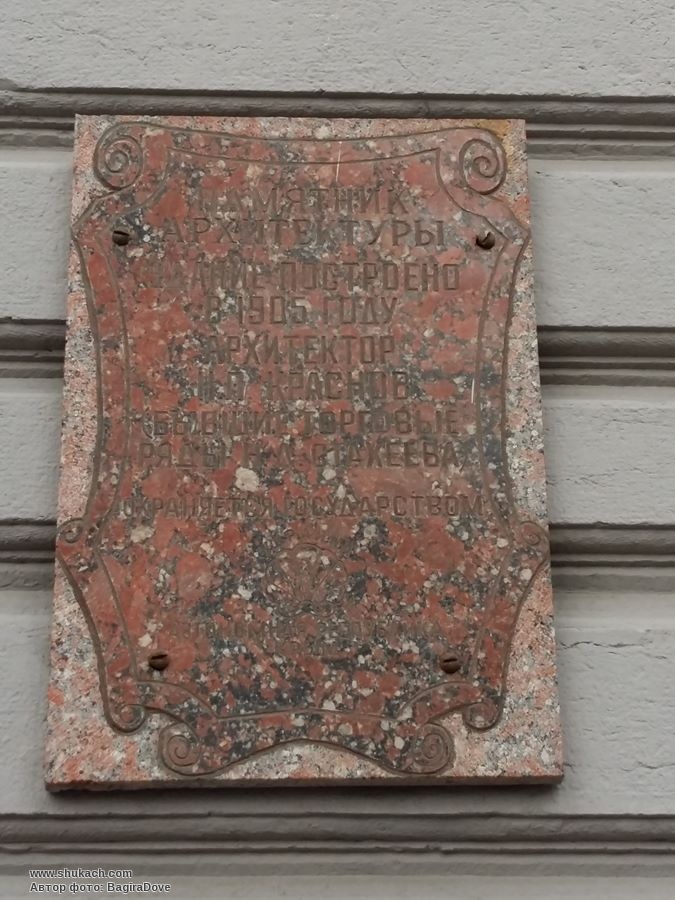 ПАМЯТНИК
АРХИТЕКТУРЫ
ЗДАНИЕ ПОСТРОЕНО
В 1905 ГОДУ
АРХИТЕКТОР
Н.П. КРАСНОВ
(БЫВШИЕ ТОРГОВЫЕ
РЯДЫ Н.Д. СТАХЕЕВА)
ОХРАНЯЕТСЯ ГОСУДАРСТВОМ
www.shukach.com
Автор фото: BagiraDove